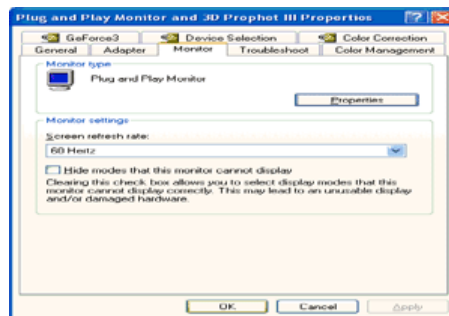 Plug and Play Monitor and 3D Prophet III Properties
GeForce3 Device Selection Color Correction
General Adapter Monitor Troubleshoot Color Management
Monitor type
Plug and Play Monitor
Properties
Monitor settings
Screen refresh rate:
60 Hertz
Hide modes that this monitor cannot display
Clearing this check box allows you to select display modes that this
monitor cannot display correctly. This may lead to an unusable display
and/or damaged hardware.
OK Cancel Apply